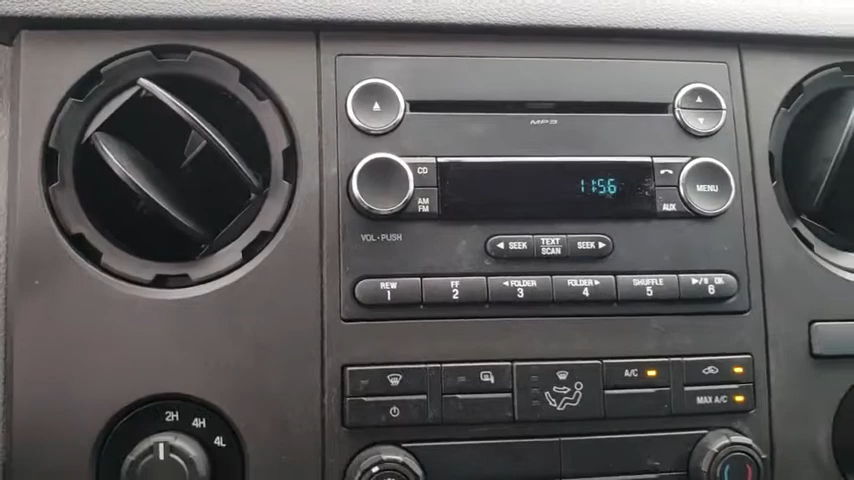 MP3
CD
11:56
MENU
AM
FM
AUX
VOL•PUSH
SEEK
TEXT
SCAN
SEEK
REW
1
FF
2
◄FOLDER
3
FOLDER►
4
SHUFFLE
5
►/II OK
6
A/C
MAX A/C
2H
4H
4L